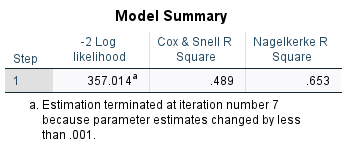 Model Summary
Step -2 Log likelihood Cox & Snell R Square Nagelkerke R Square
1 357.014a .489 .653
a. Estimation terminated at iteration number 7
because parameter estimates changed by less
than .001.